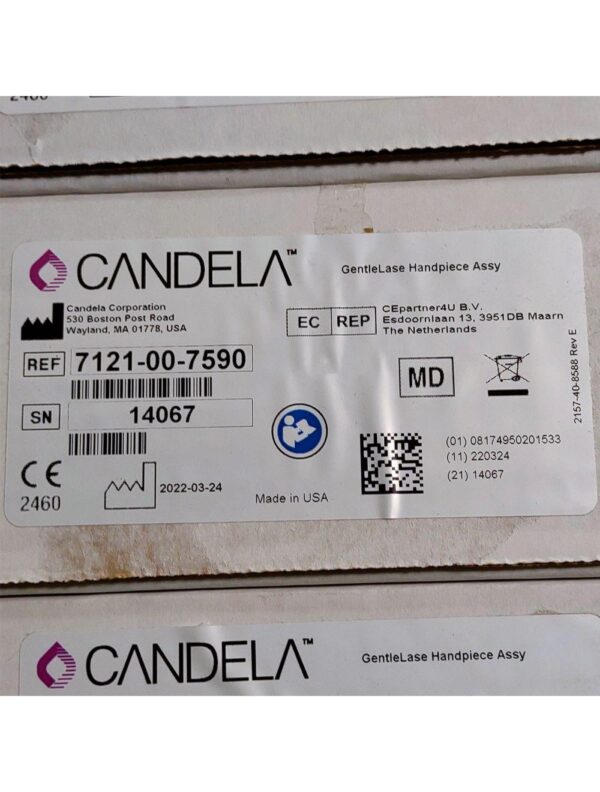 2460
CANDELA™
GentleLase Handpiece Assy
Candela Corporation
530 Boston Post Road
Wayland, MA 01778, USA
EC REP
CEpartner4U B.V.
Esdoornlaan 13, 3951DB Maarn
The Netherlands
REF 7121-00-7590
MD
SN 14067
2157-40-8588 Rev E
(01) 08174950201533
(11) 220324
(21) 14067
CE
2460
2022-03-24
Made in USA
CANDELA™
GentleLase Handpiece Assy